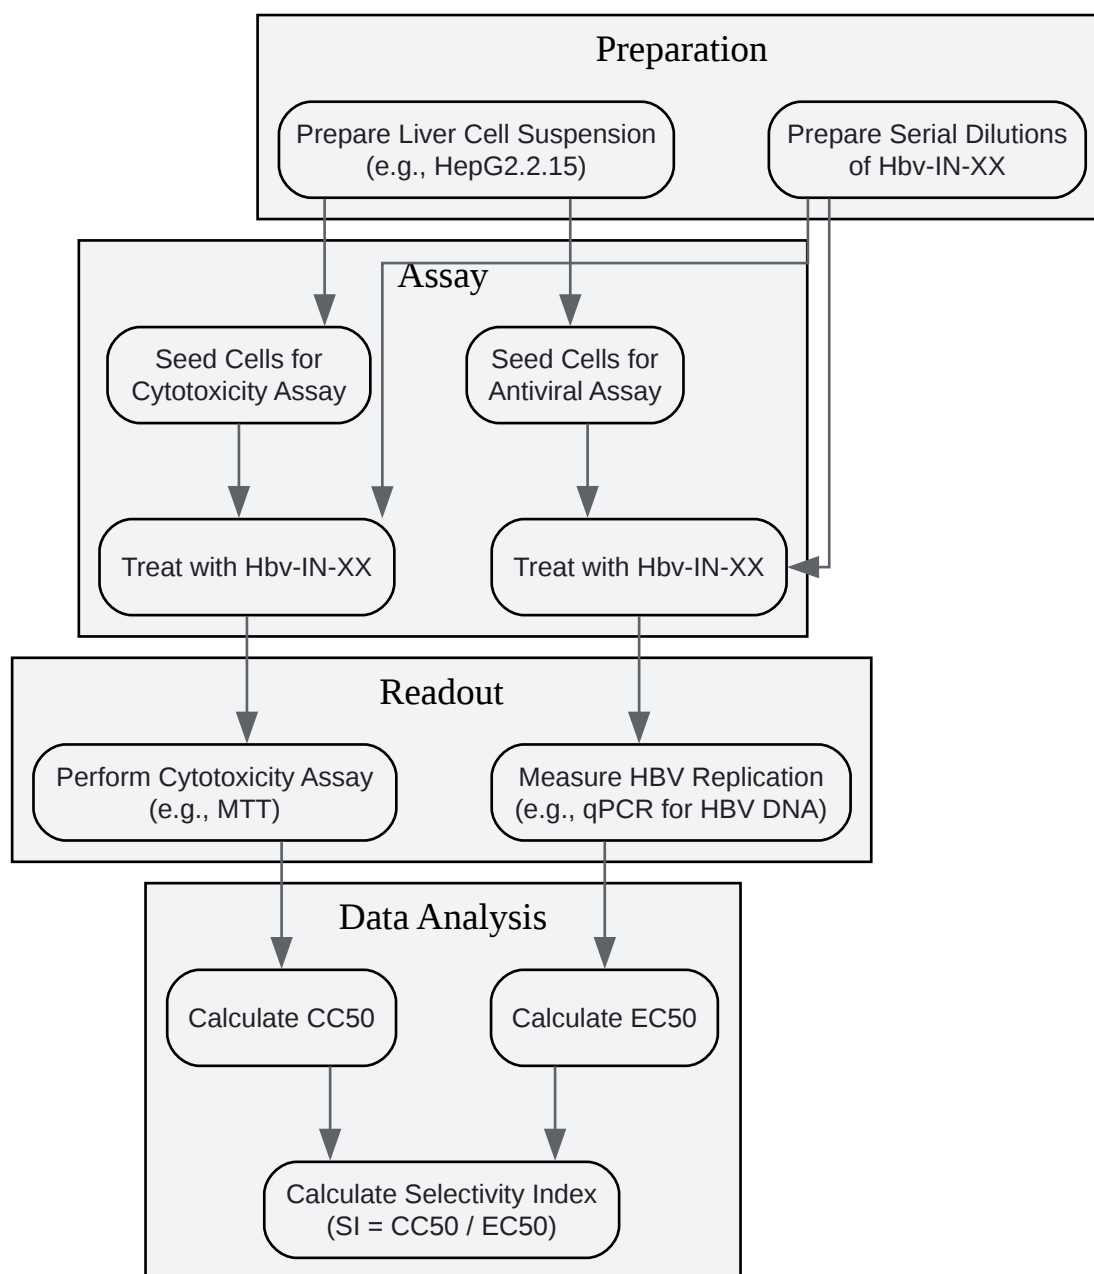 Preparation
Prepare Liver Cell Suspension
(e.g., HepG2.2.15)
Prepare Serial Dilutions
of Hbv-IN-XX
Assay
Seed Cells for
Cytotoxicity Assay
Seed Cells for
Antiviral Assay
Treat with Hbv-IN-XX
Treat with Hbv-IN-XX
Readout
Perform Cytotoxicity Assay
(e.g., MTT)
Measure HBV Replication
(e.g., qPCR for HBV DNA)
Data Analysis
Calculate CC50
Calculate EC50
Calculate Selectivity Index
(SI = CC50 / EC50)